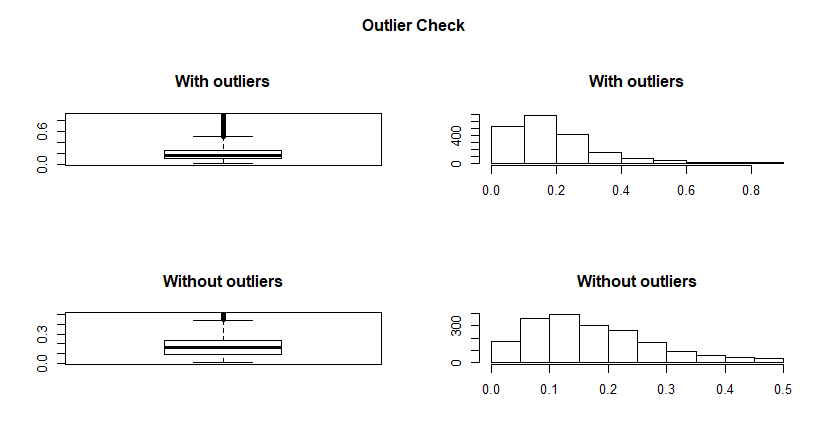 Outlier Check
With outliers
0.0 0.6
With outliers
0 400
0.0 0.2 0.4 0.6 0.8
Without outliers
0.0 0.3
Without outliers
0 300
0.0 0.1 0.2 0.3 0.4 0.5